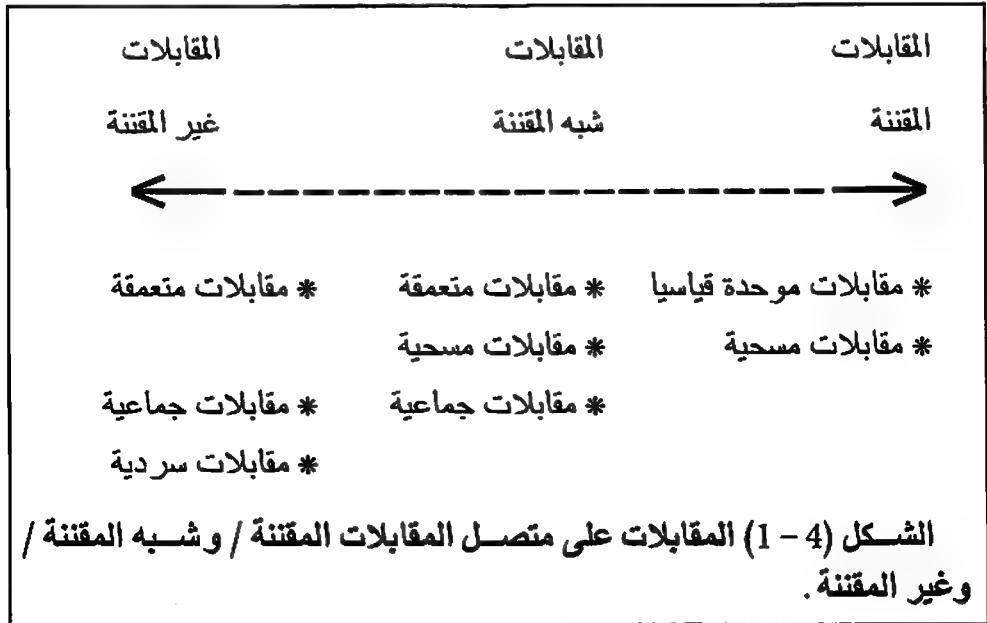 المقابلات المقابلات المقابلات
المقننة شبه المقننة غير المقننة
* مقابلات موحدة قياسيا * مقابلات متعمقة * مقابلات متعمقة
* مقابلات مسحية * مقابلات مسحية
* مقابلات جماعية * مقابلات جماعية
* مقابلات سردية
الشكل (4 – 1) المقابلات على متصل المقابلات المقننة / وشبه المقننة /
وغير المقننة.